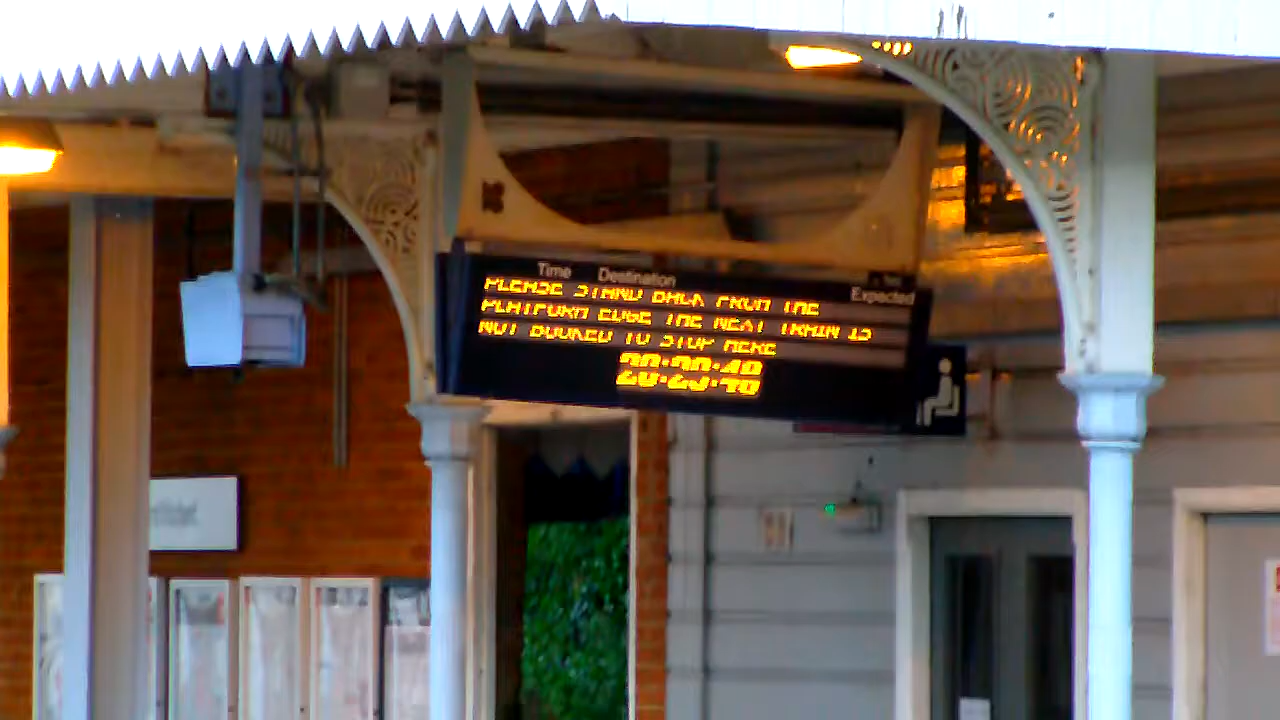 Time Destination Expected
PLEASE STAND BACK FROM THE
PLATFORM EDGE THE NEXT TRAIN IS
NOT BOOKED TO STOP HERE